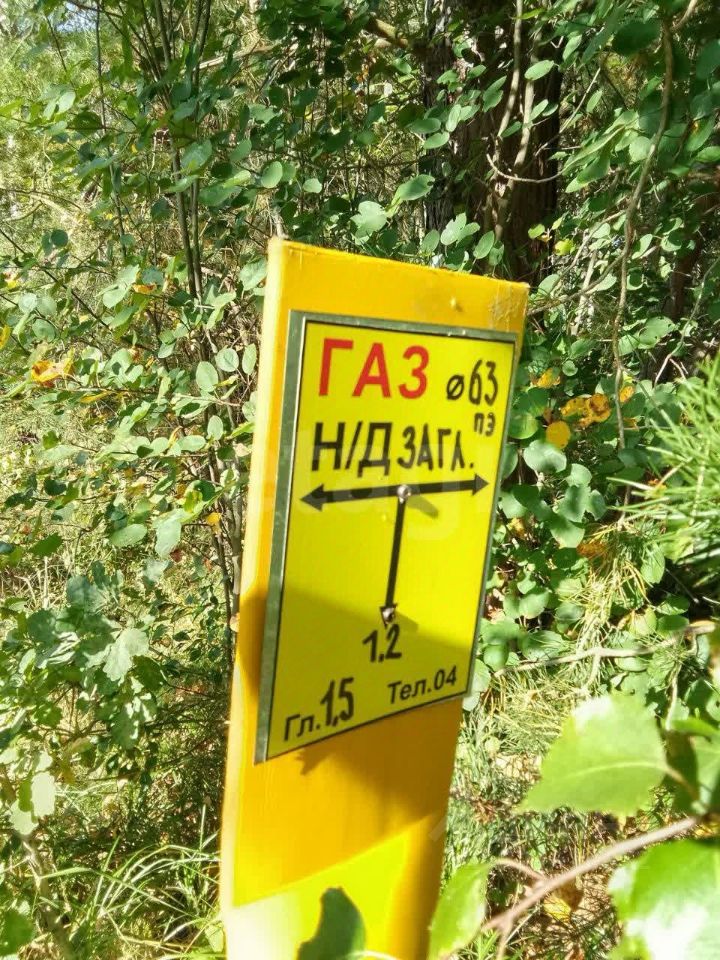 ГАЗ ø63
ПЭ
Н/Д ЗАГЛ.
1,2
Гл.1,5 Тел.04